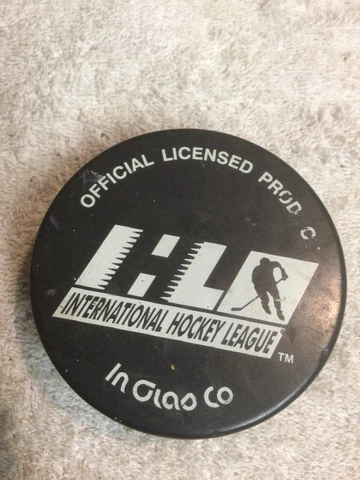 OFFICIAL LICENSED PROD C
IHL
INTERNATIONAL HOCKEY LEAGUE
TM
In Glas Co